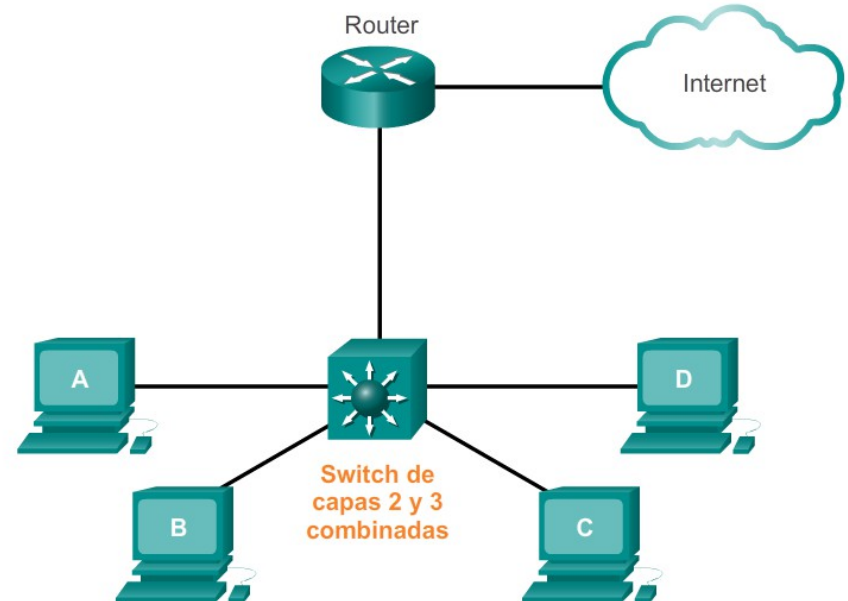 Router
Internet
A
D
Switch de
capas 2 y 3
combinadas
B
C